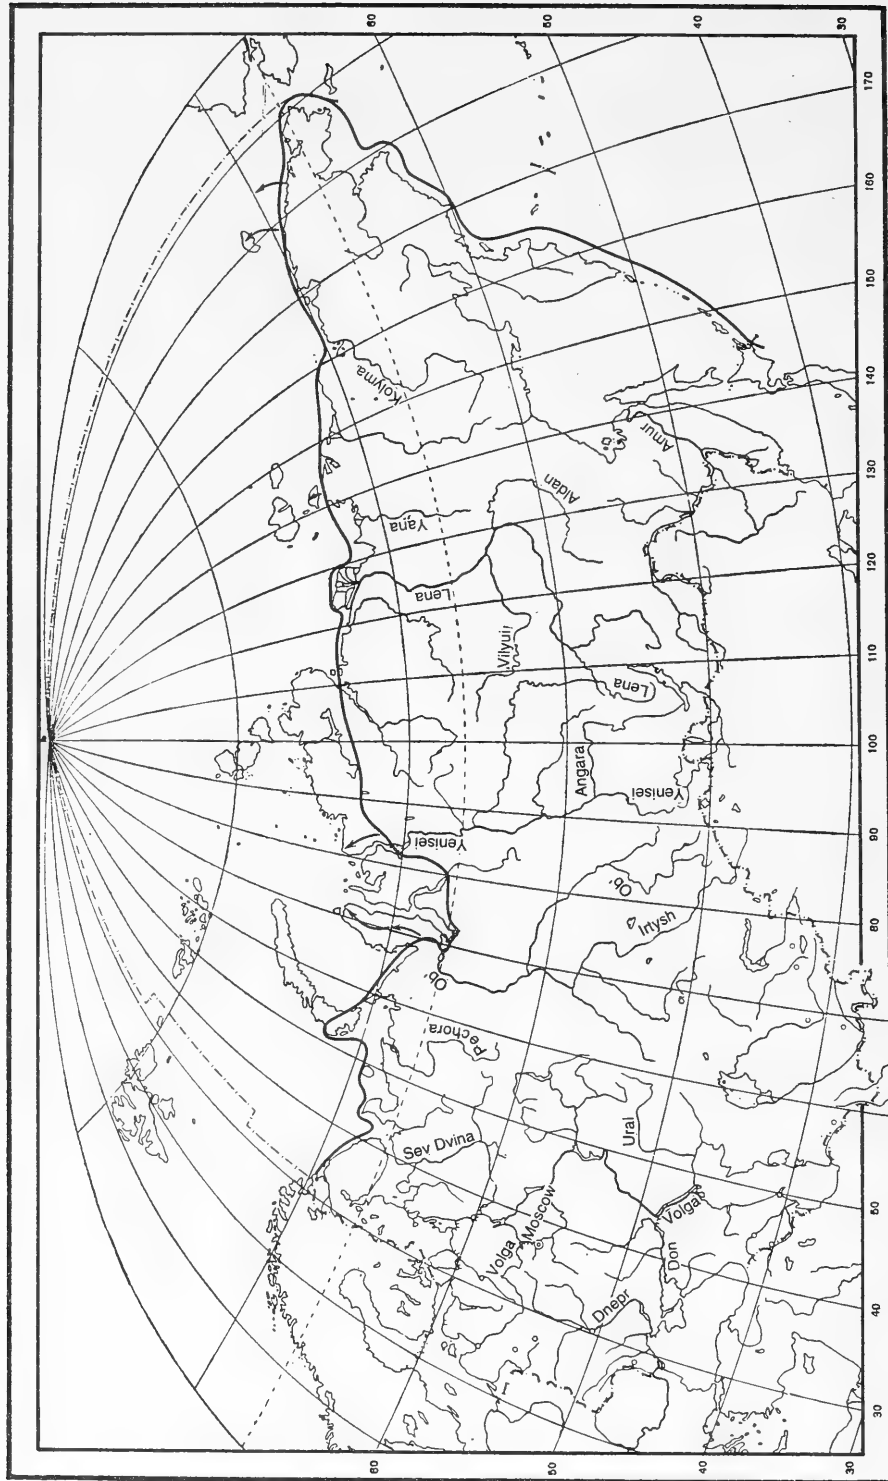 60
60
40
30
170
160
150
140
130
120
110
100
90
80
60
50
40
30
60
50
40
30
Kolyma
Yana
Lena
Aldan
Amur
Vilyui
Lena
Angara
Yenisei
Yenisei
Ob'
Ob'
Irtysh
Pechora
Sev Dvina
Ural
Volga
Moscow
Volga
Don
Dnepr